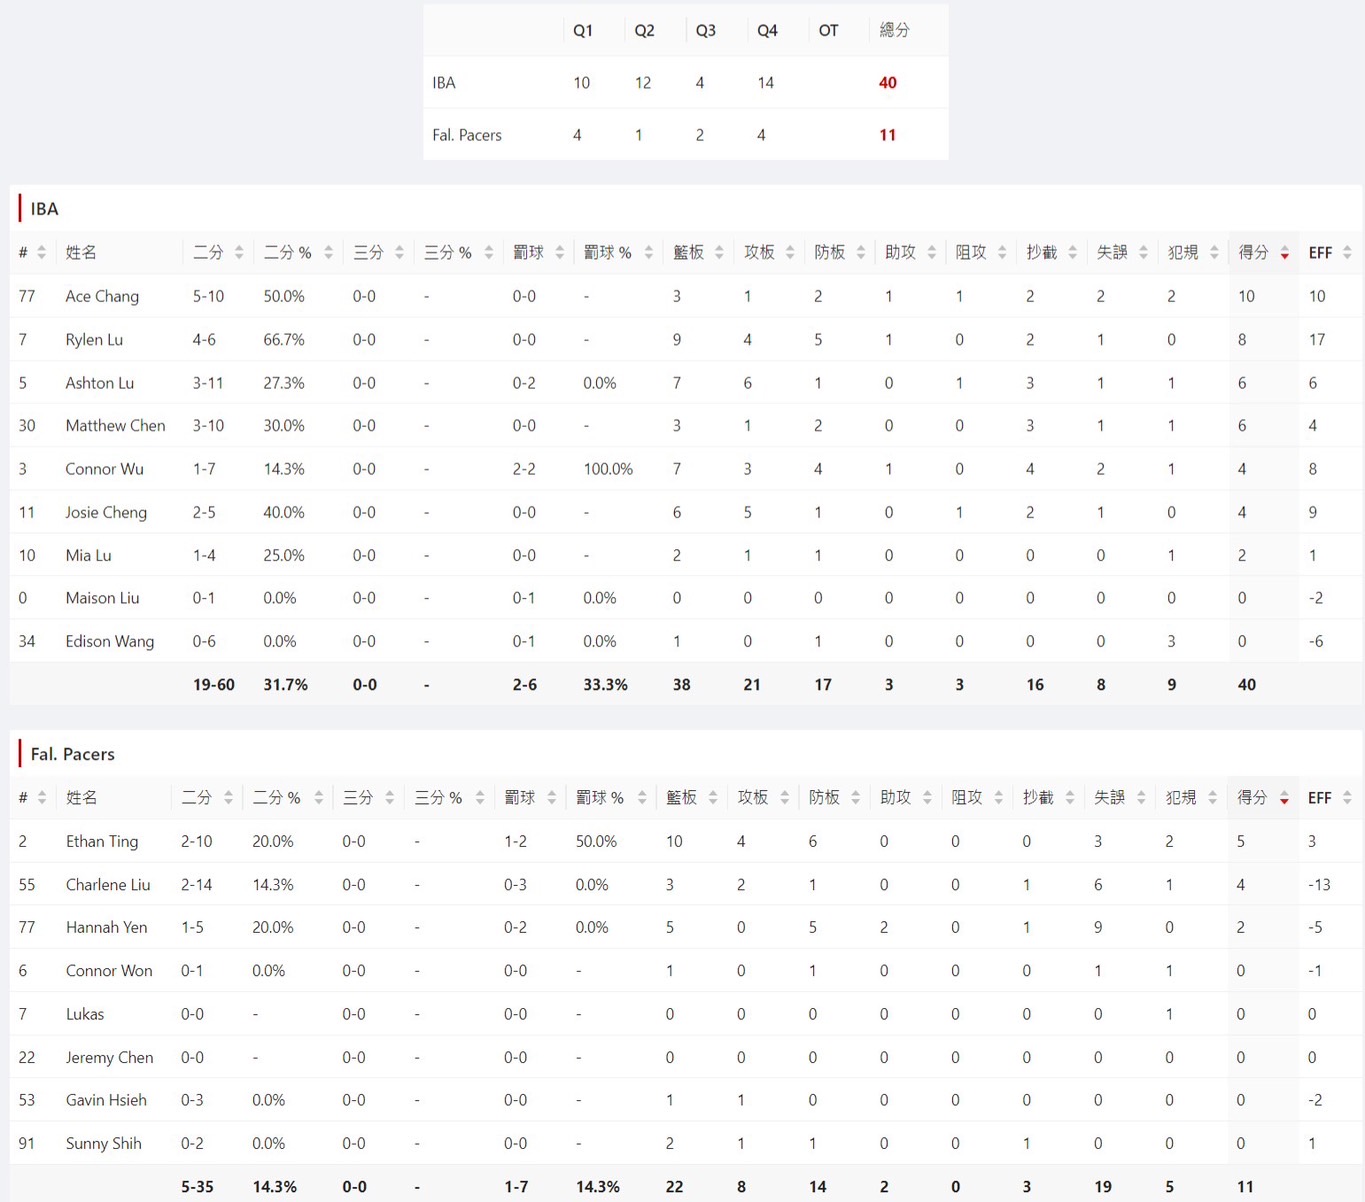 Q1 Q2 Q3 Q4 OT 總分
IBA 10 12 4 14 40
Fal. Pacers 4 1 2 4 11
IBA
# 姓名 二分 二分 % 三分 三分 % 罰球 罰球 % 籃板 攻板 防板 助攻 阻攻 抄截 失誤 犯規 得分 EFF
77 Ace Chang 5-10 50.0% 0-0 - 0-0 - 3 1 2 1 1 2 2 2 10 10
7 Rylen Lu 4-6 66.7% 0-0 - 0-0 - 9 4 5 1 0 2 1 0 8 17
5 Ashton Lu 3-11 27.3% 0-0 - 0-2 0.0% 7 6 1 0 1 3 1 1 6 6
30 Matthew Chen 3-10 30.0% 0-0 - 0-0 - 3 1 2 0 0 3 1 1 6 4
3 Connor Wu 1-7 14.3% 0-0 - 2-2 100.0% 7 3 4 1 0 4 2 1 4 8
11 Josie Cheng 2-5 40.0% 0-0 - 0-0 - 6 5 1 0 1 2 1 0 4 9
10 Mia Lu 1-4 25.0% 0-0 - 0-0 - 2 1 1 0 0 0 0 1 2 1
0 Maison Liu 0-1 0.0% 0-0 - 0-1 0.0% 0 0 0 0 0 0 0 0 0 -2
34 Edison Wang 0-6 0.0% 0-0 - 0-1 0.0% 1 0 1 0 0 0 0 3 0 -6
19-60 31.7% 0-0 - 2-6 33.3% 38 21 17 3 3 16 8 9 40
Fal. Pacers
# 姓名 二分 二分 % 三分 三分 % 罰球 罰球 % 籃板 攻板 防板 助攻 阻攻 抄截 失誤 犯規 得分 EFF
2 Ethan Ting 2-10 20.0% 0-0 - 1-2 50.0% 10 4 6 0 0 0 3 2 5 3
55 Charlene Liu 2-14 14.3% 0-0 - 0-3 0.0% 3 2 1 0 0 1 6 1 4 -13
77 Hannah Yen 1-5 20.0% 0-0 - 0-2 0.0% 5 0 5 2 0 1 9 0 2 -5
6 Connor Won 0-1 0.0% 0-0 - 0-0 - 1 0 1 0 0 0 1 1 0 -1
7 Lukas 0-0 - 0-0 - 0-0 - 0 0 0 0 0 0 0 1 0 0
22 Jeremy Chen 0-0 - 0-0 - 0-0 - 0 0 0 0 0 0 0 0 0 0
53 Gavin Hsieh 0-3 0.0% 0-0 - 0-0 - 1 1 0 0 0 0 0 0 0 -2
91 Sunny Shih 0-2 0.0% 0-0 - 0-0 - 2 1 1 0 0 1 0 0 0 1
5-35 14.3% 0-0 - 1-7 14.3% 22 8 14 2 0 3 19 5 11